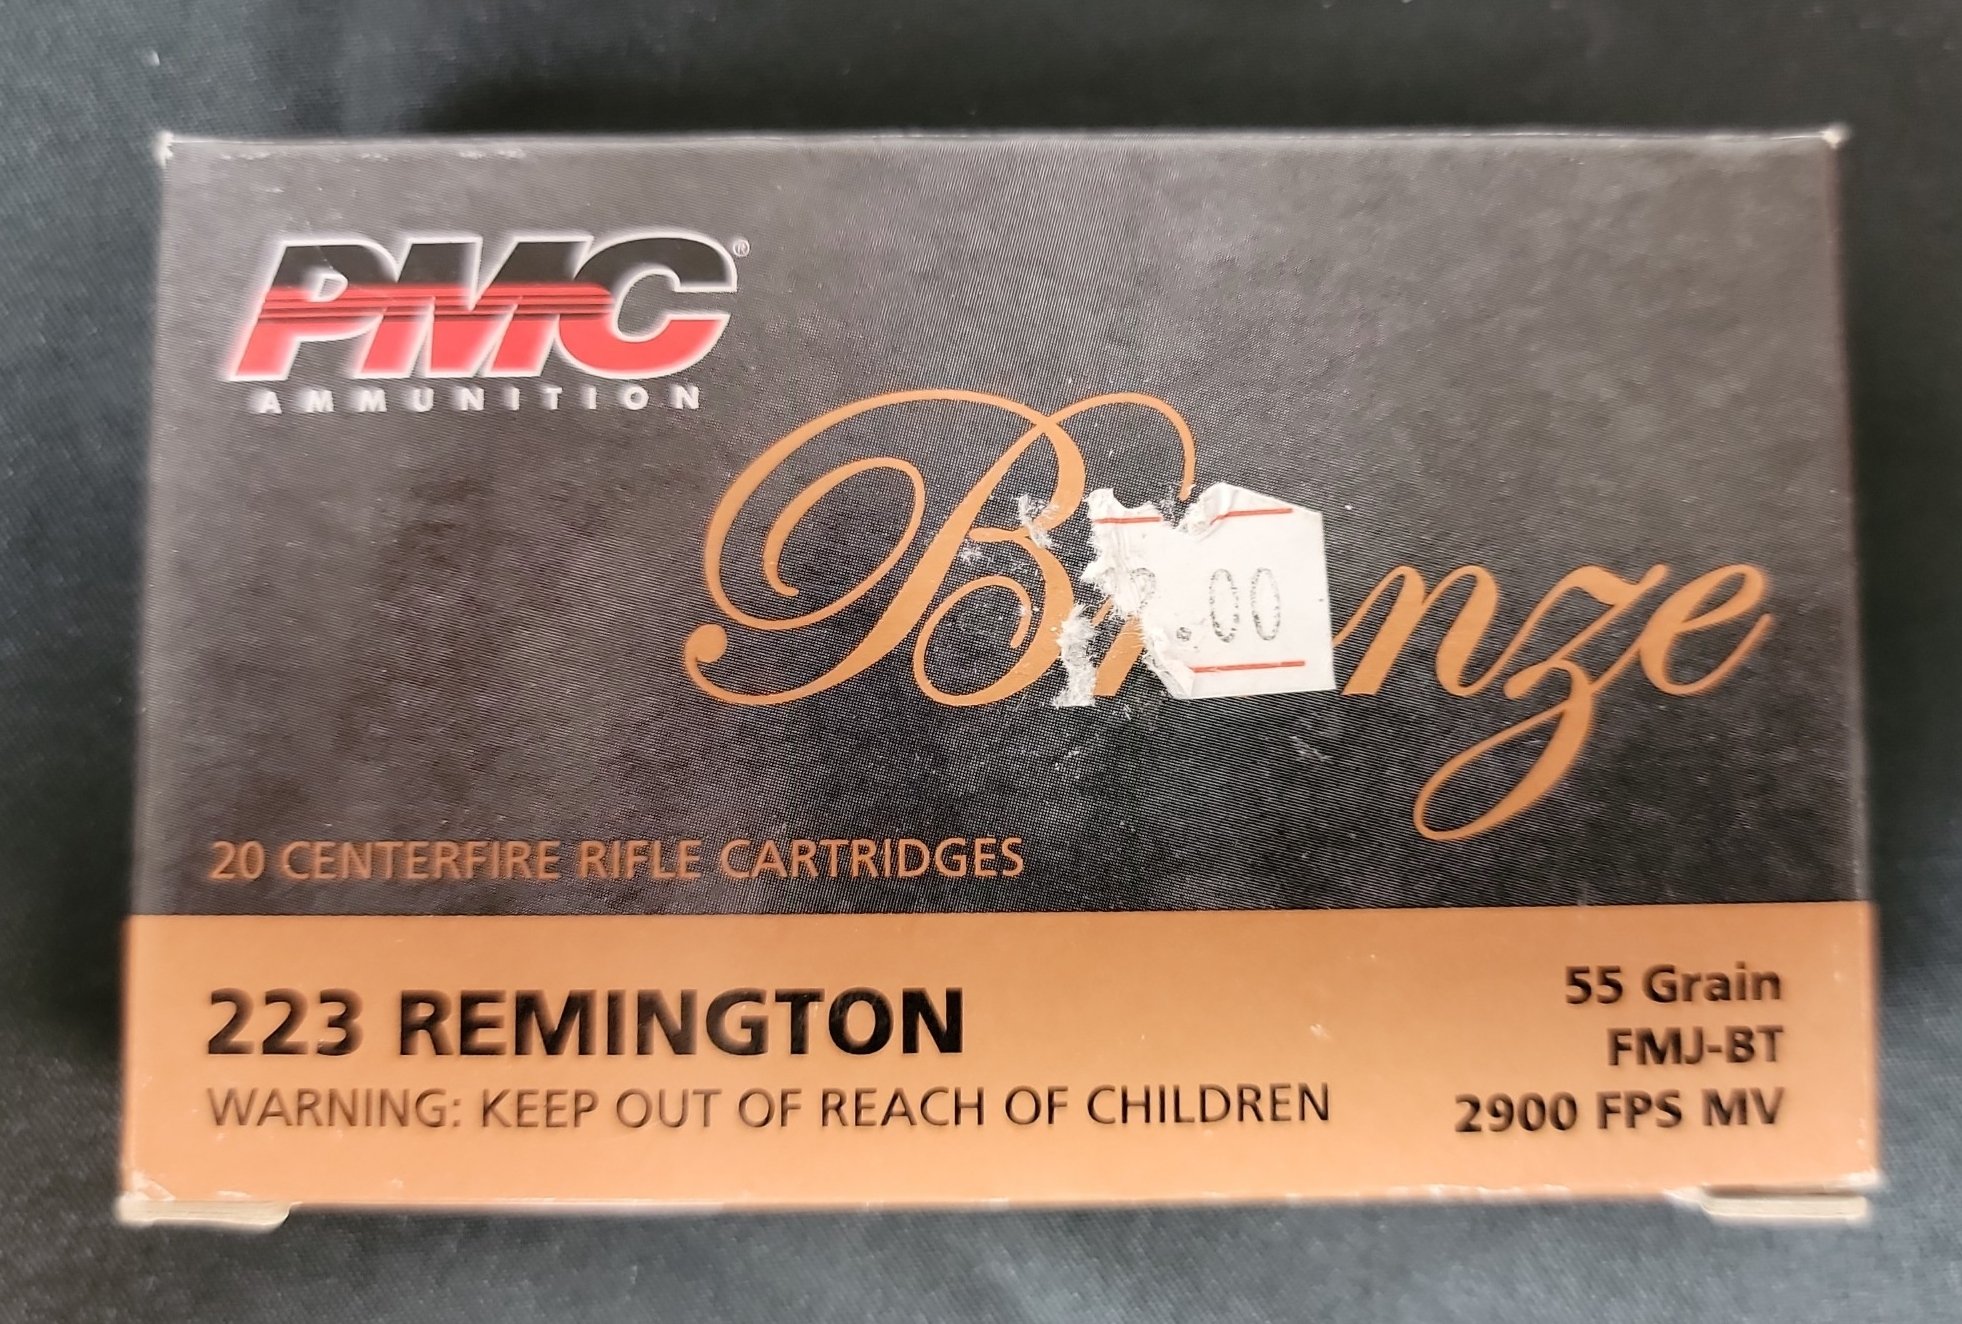 PMC®
AMMUNITION
Bronze
.00
20 CENTERFIRE RIFLE CARTRIDGES
223 REMINGTON
WARNING: KEEP OUT OF REACH OF CHILDREN
55 Grain
FMJ-BT
2900 FPS MV